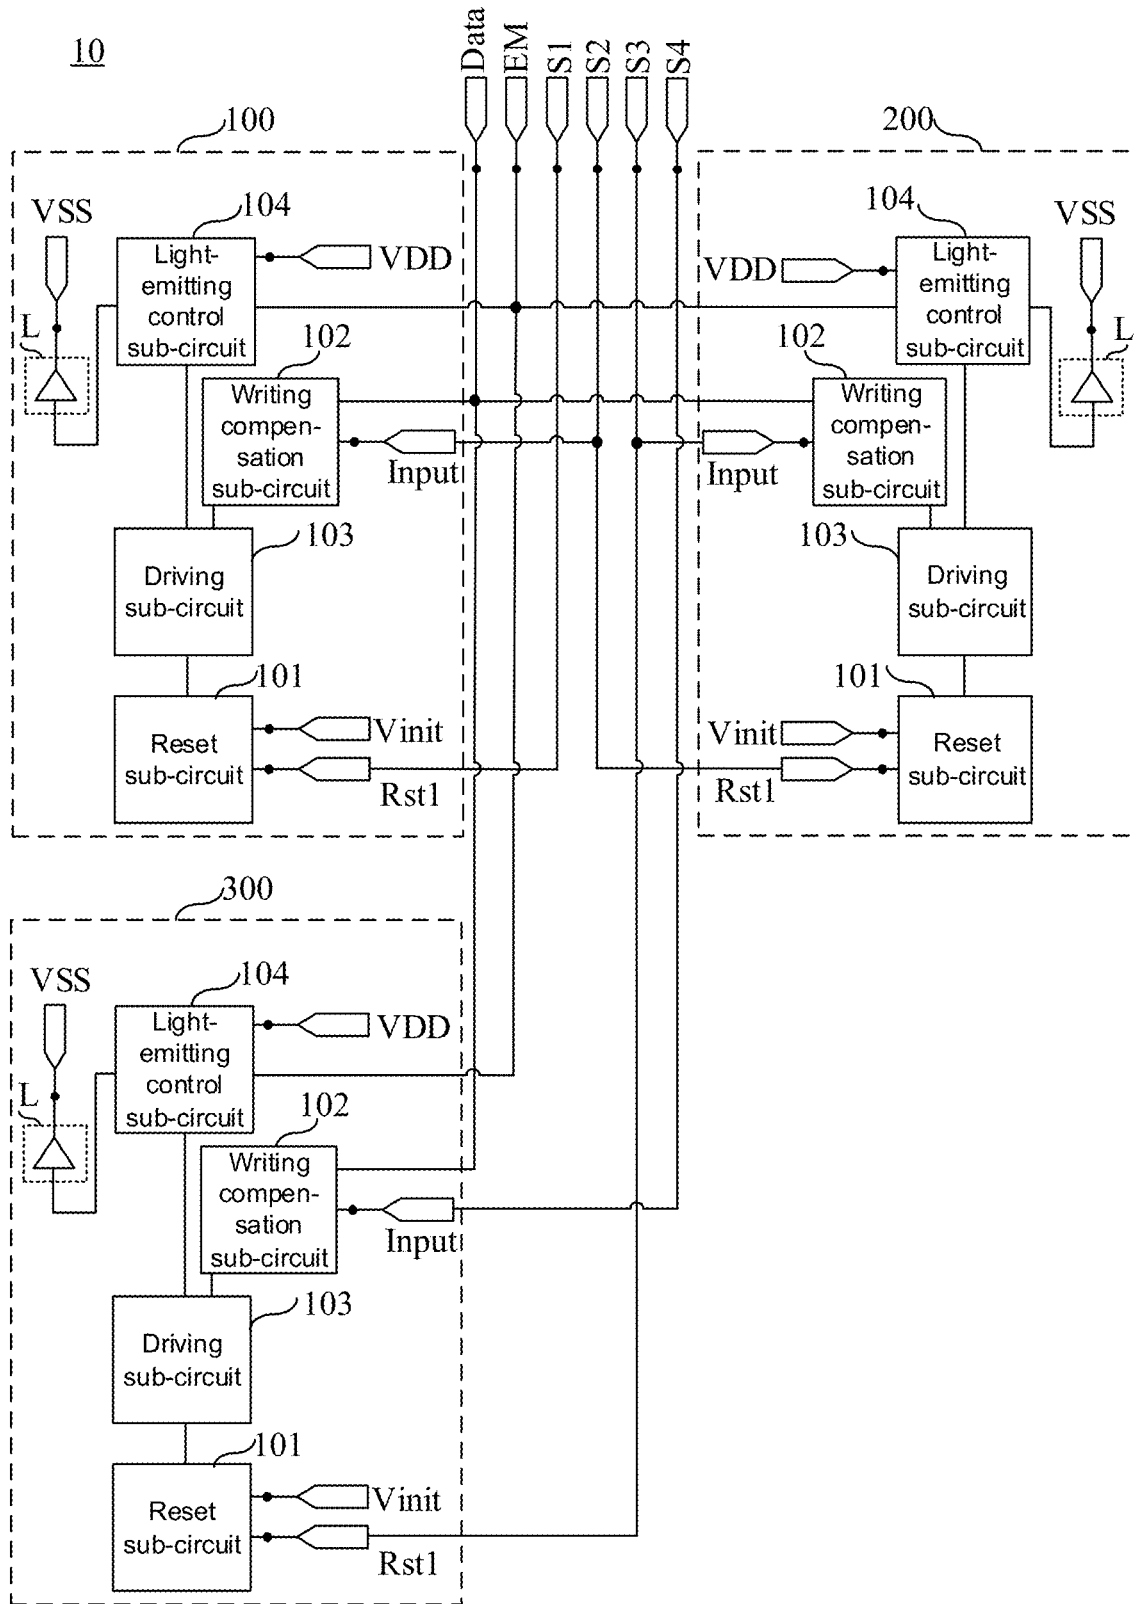 10
Data
EM
S1
S2
S3
S4
100
200
VSS
104
Light-
emitting
control
sub-circuit
VDD
L
102
Writing
compen-
sation
sub-circuit
Input
103
Driving
sub-circuit
101
Reset
sub-circuit
Vinit
Rst1
104
VSS
VDD
Light-
emitting
control
sub-circuit
L
102
Writing
compen-
sation
sub-circuit
Input
103
Driving
sub-circuit
101
Vinit
Reset
sub-circuit
Rst1
300
VSS
104
Light-
emitting
control
sub-circuit
VDD
L
102
Writing
compen-
sation
sub-circuit
Input
103
Driving
sub-circuit
101
Reset
sub-circuit
Vinit
Rst1